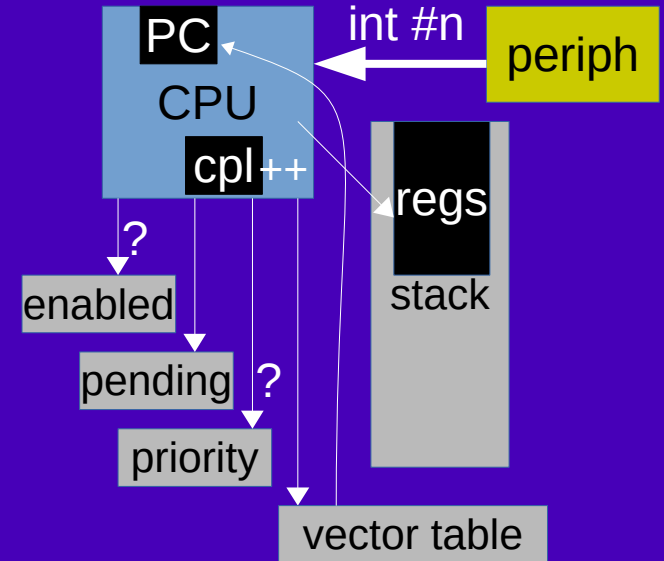 PC
int #n
periph
CPU
cpl++
regs
?
enabled
stack
pending
?
priority
vector table